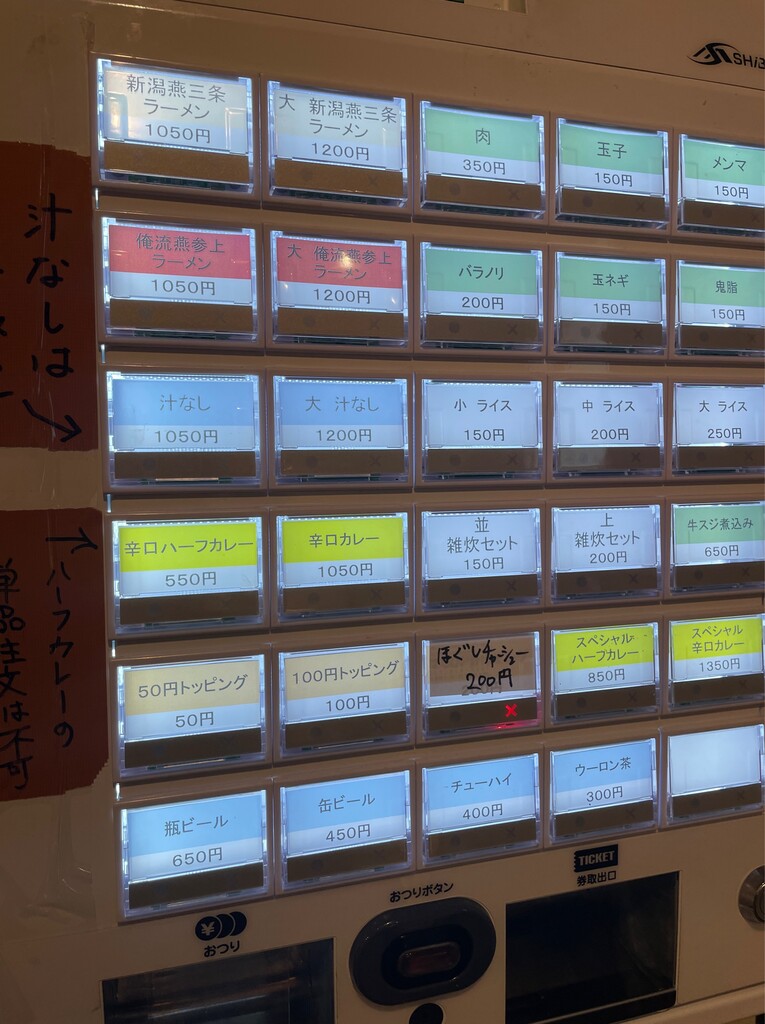 SHiB
新潟燕三条
ラーメン
1050円
大 新潟燕三条
ラーメン
1200円
肉
350円
玉子
150円
メンマ
150円
俺流燕参上
ラーメン
1050円
大 俺流燕参上
ラーメン
1200円
バラノリ
200円
玉ネギ
150円
鬼脂
150円
汁なし
1050円
大 汁なし
1200円
小 ライス
150円
中 ライス
200円
大 ライス
250円
辛口ハーフカレー
550円
辛口カレー
1050円
並
雑炊セット
150円
上
雑炊セット
200円
牛スジ煮込み
650円
50円トッピング
50円
100円トッピング
100円
ほぐしチャーシュー
200円
スペシャル
ハーフカレー
850円
スペシャル
辛口カレー
1350円
瓶ビール
650円
缶ビール
450円
チューハイ
400円
ウーロン茶
300円
汁なしは
→ハーフカレーの
単品注文は不可
¥
おつり
おつりボタン
TICKET
券取出口